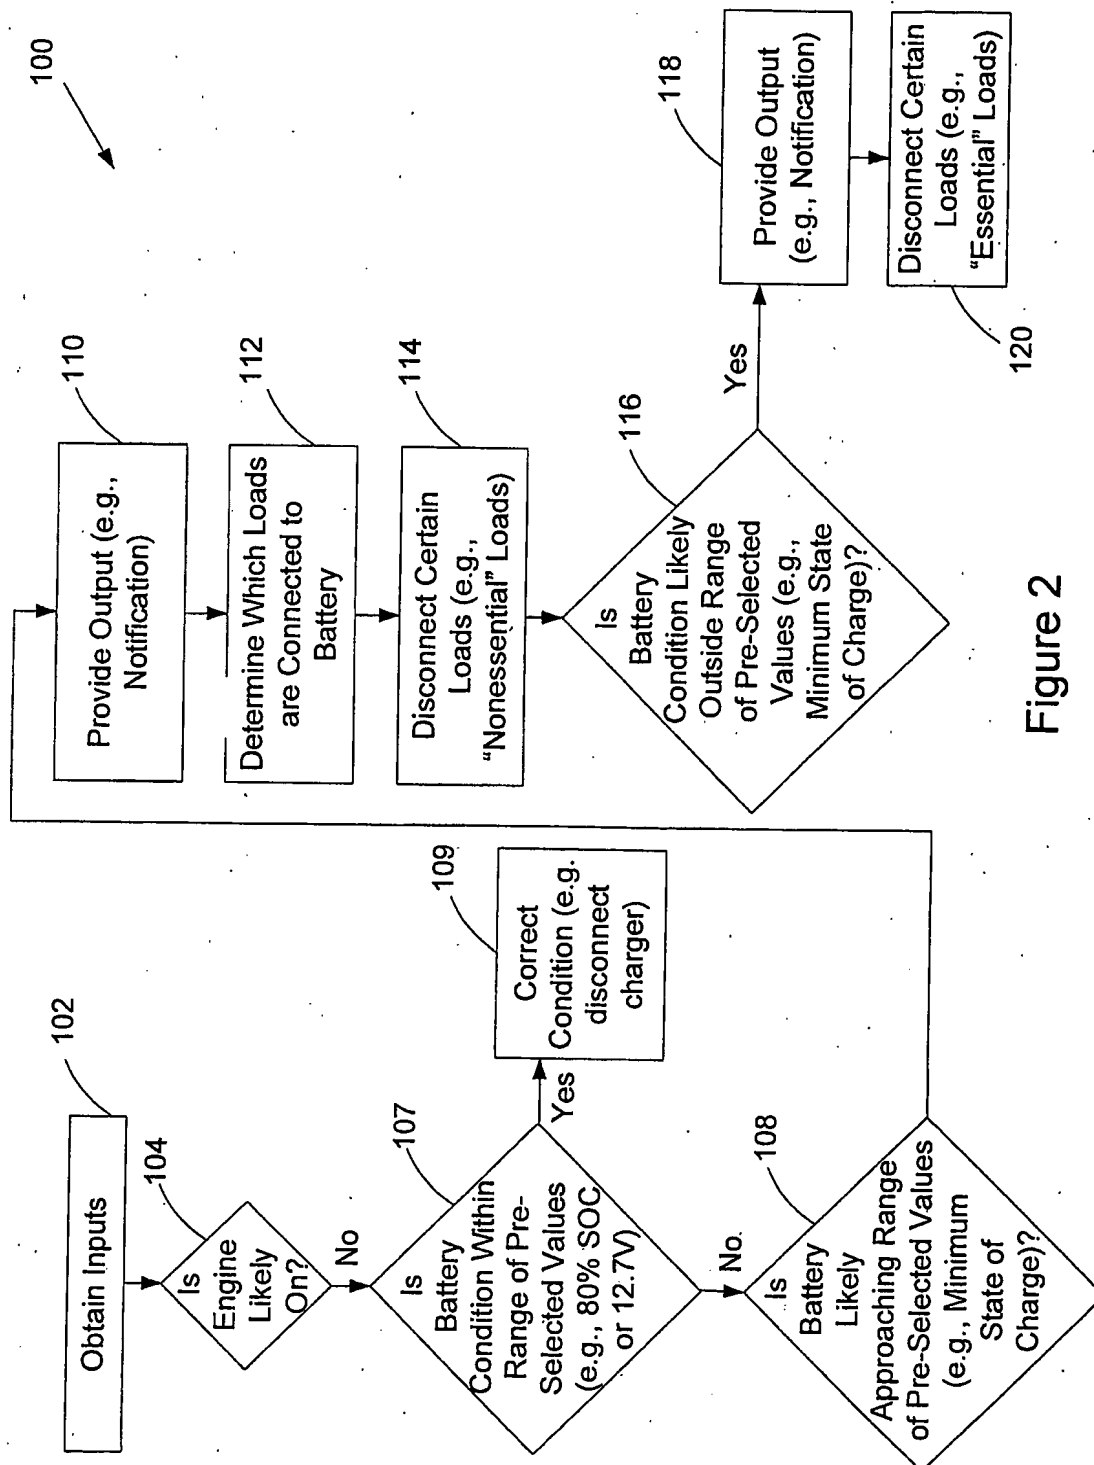 100
102
Obtain Inputs
104
Is
Engine
Likely
On?
No
107
Is
Battery
Condition Within
Range of Pre-
Selected Values
(e.g., 80% SOC
or 12.7V)
Yes
109
Correct
Condition (e.g.
disconnect
charger)
No
108
Is
Battery
Likely
Approaching Range
of Pre-Selected Values
(e.g., Minimum
State of
Charge)?
110
Provide Output (e.g.,
Notification)
112
Determine Which Loads
are Connected to
Battery
114
Disconnect Certain
Loads (e.g.,
“Nonessential” Loads)
116
Is
Battery
Condition Likely
Outside Range
of Pre-Selected
Values (e.g.,
Minimum State
of Charge)?
Yes
118
Provide Output
(e.g., Notification)
120
Disconnect Certain
Loads (e.g.,
“Essential” Loads)
Figure 2